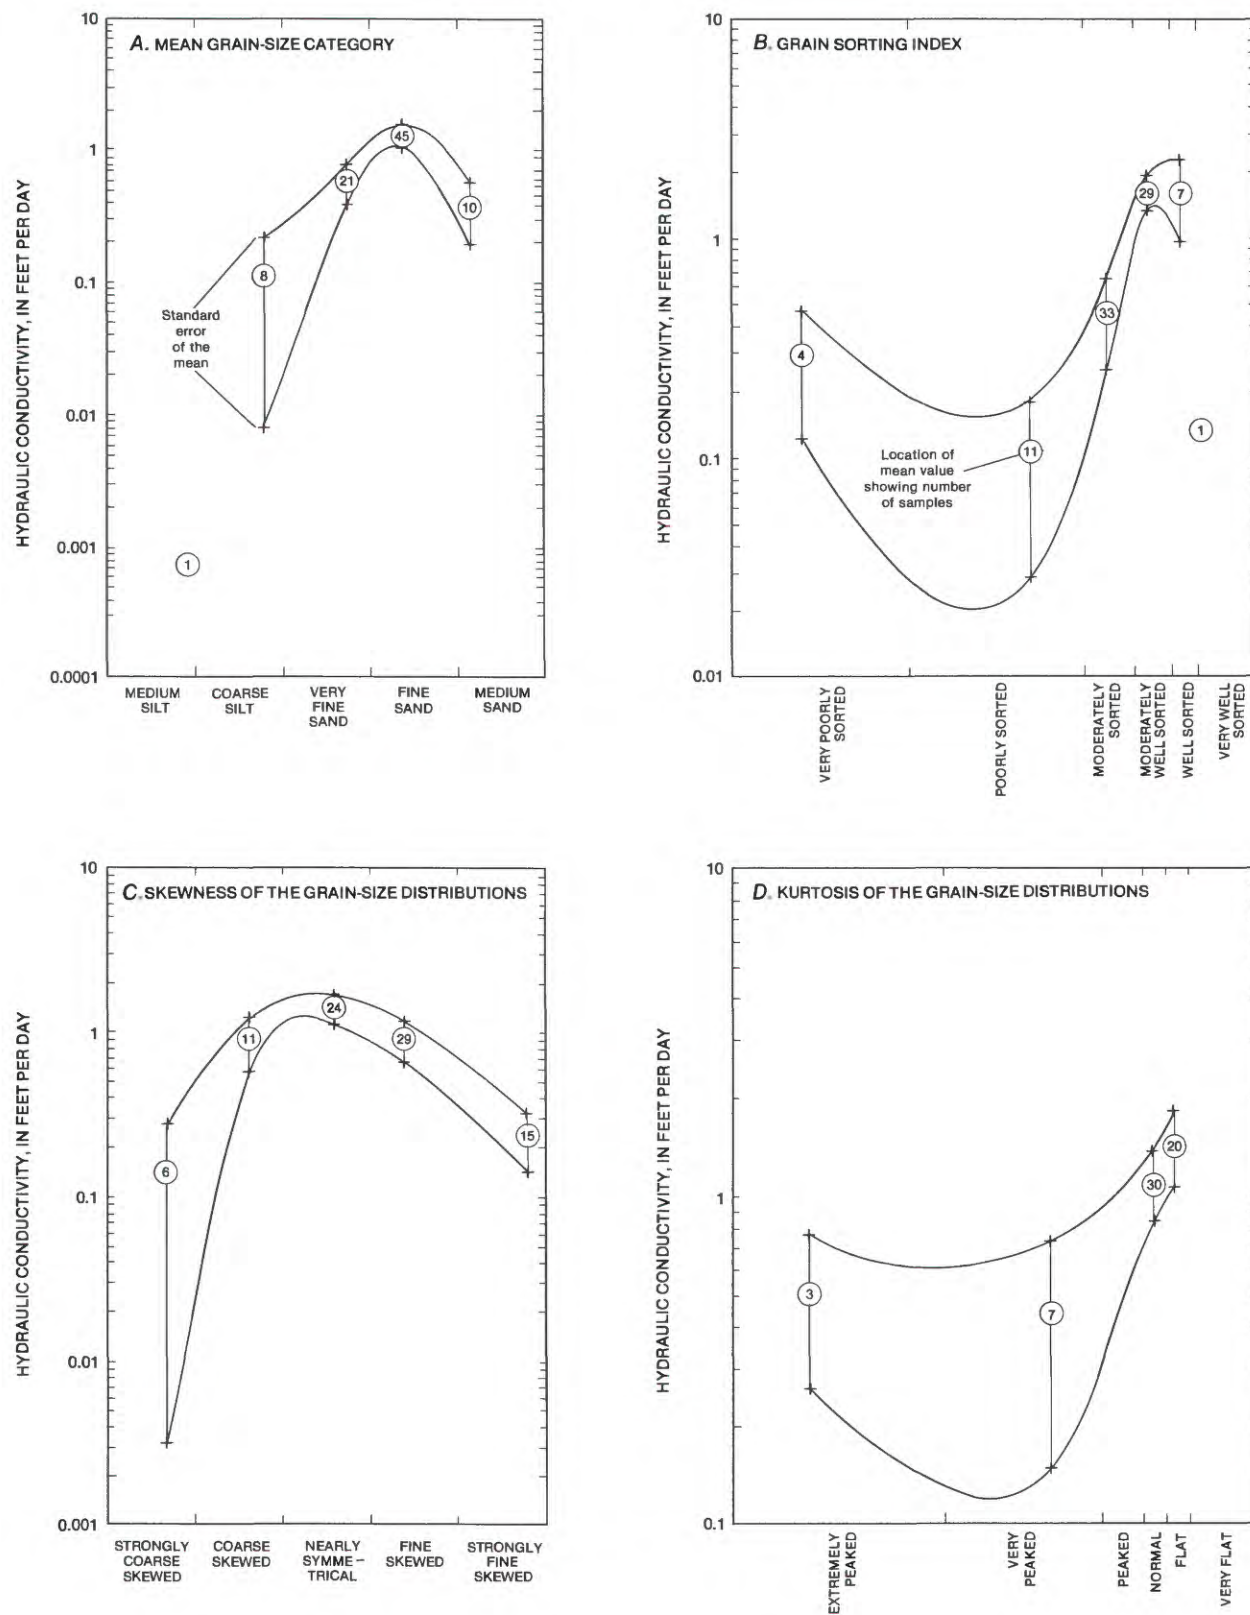 A. MEAN GRAIN-SIZE CATEGORY
HYDRAULIC CONDUCTIVITY, IN FEET PER DAY
10
1
0.1
0.01
0.001
0.0001
Standard
error
of the
mean
1
8
21
45
10
MEDIUM
SILT
COARSE
SILT
VERY
FINE
SAND
FINE
SAND
MEDIUM
SAND
B. GRAIN SORTING INDEX
HYDRAULIC CONDUCTIVITY, IN FEET PER DAY
10
1
0.1
0.01
4
11
33
29
7
1
Location of
mean value
showing number
of samples
VERY POORLY
SORTED
POORLY SORTED
MODERATELY
SORTED
MODERATELY
WELL SORTED
WELL SORTED
VERY WELL
SORTED
C. SKEWNESS OF THE GRAIN-SIZE DISTRIBUTIONS
HYDRAULIC CONDUCTIVITY, IN FEET PER DAY
10
1
0.1
0.01
0.001
6
11
24
29
15
STRONGLY
COARSE
SKEWED
COARSE
SKEWED
NEARLY
SYMME-
TRICAL
FINE
SKEWED
STRONGLY
FINE
SKEWED
D. KURTOSIS OF THE GRAIN-SIZE DISTRIBUTIONS
HYDRAULIC CONDUCTIVITY, IN FEET PER DAY
10
1
0.1
3
7
30
20
EXTREMELY
PEAKED
VERY
PEAKED
PEAKED
NORMAL
FLAT
VERY FLAT